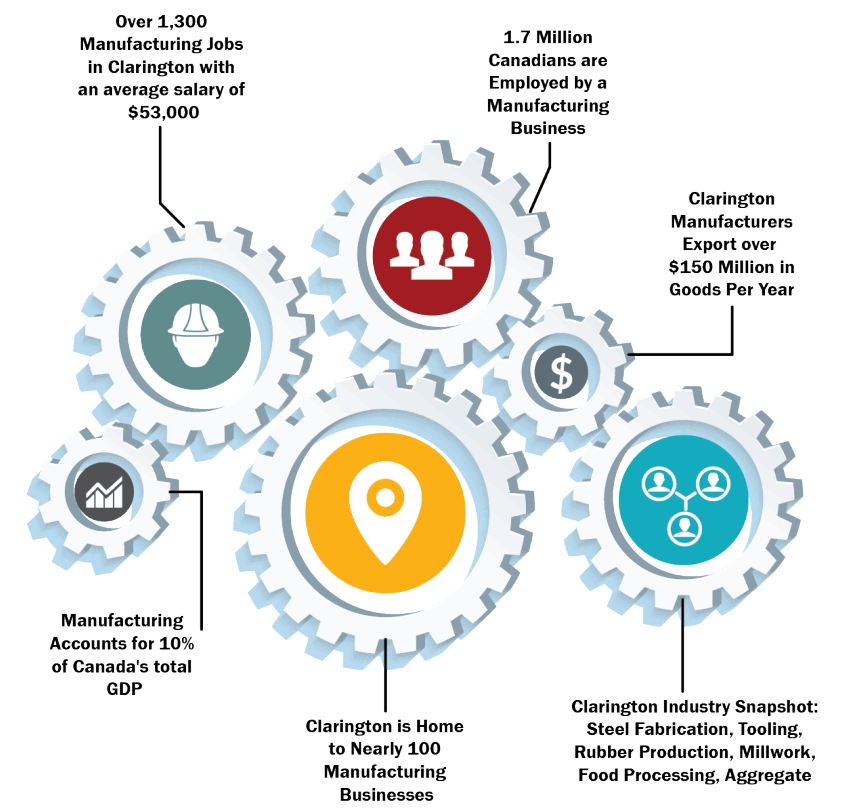 Over 1,300
Manufacturing Jobs
in Clarington with
an average salary of
$53,000
1.7 Million
Canadians are
Employed by a
Manufacturing
Business
Clarington
Manufacturers
Export over
$150 Million in
Goods Per Year
$
Manufacturing
Accounts for 10%
of Canada's total
GDP
Clarington is Home
to Nearly 100
Manufacturing
Businesses
Clarington Industry Snapshot:
Steel Fabrication, Tooling,
Rubber Production, Millwork,
Food Processing, Aggregate